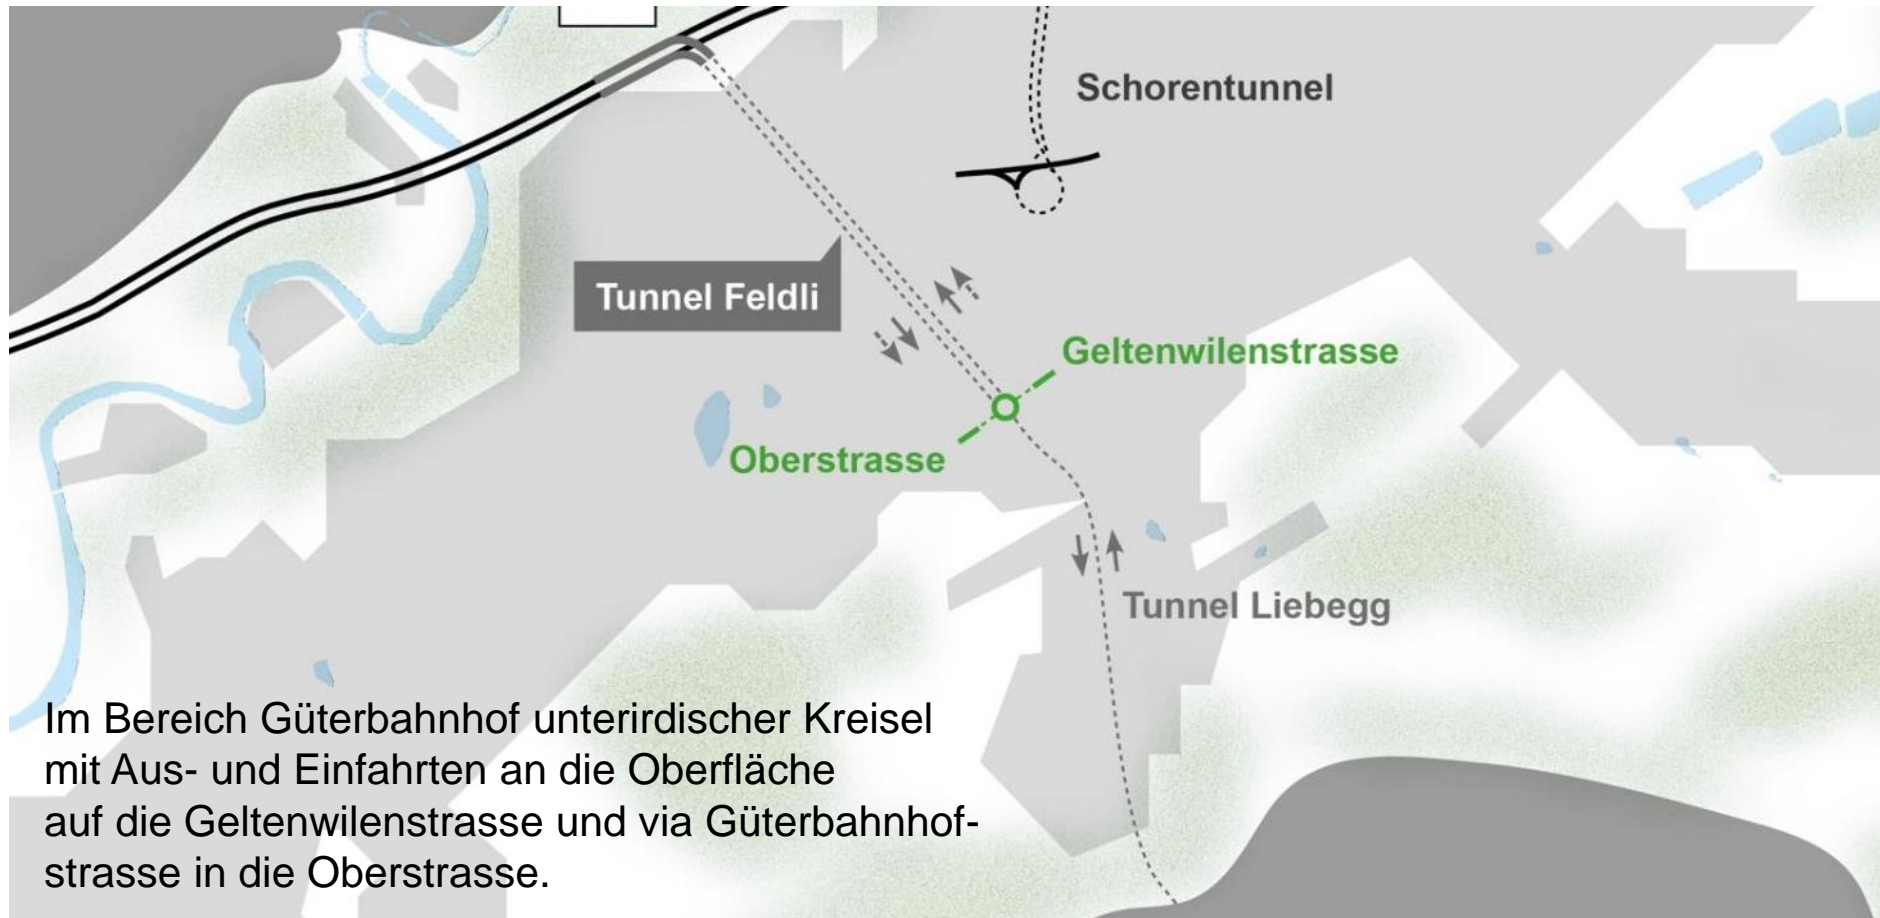 Schorentunnel
Tunnel Feldli
Geltenwilenstrasse
Oberstrasse
Tunnel Liebegg
Im Bereich Güterbahnhof unterirdischer Kreisel
mit Aus- und Einfahrten an die Oberfläche
auf die Geltenwilenstrasse und via Güterbahnhof-
strasse in die Oberstrasse.